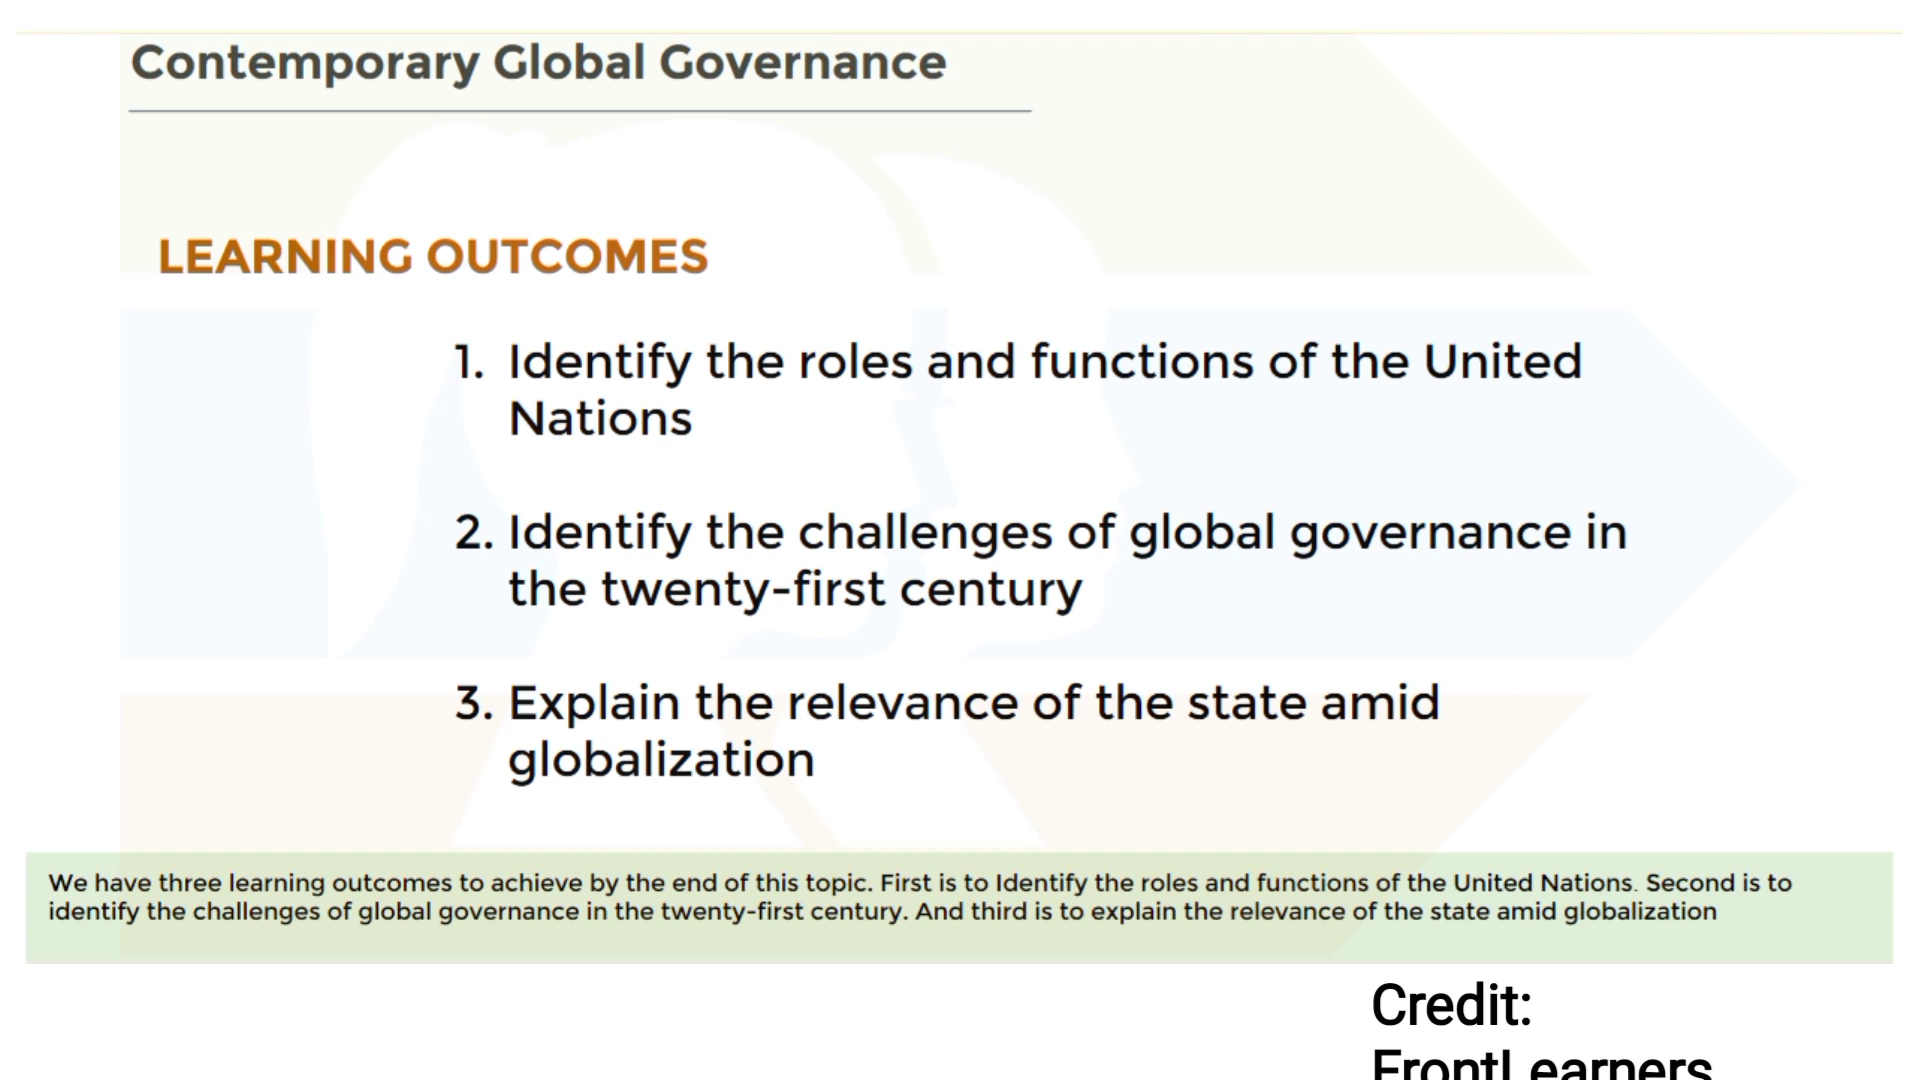 Contemporary Global Governance
LEARNING OUTCOMES
1. Identify the roles and functions of the United
Nations
2. Identify the challenges of global governance in
the twenty-first century
3. Explain the relevance of the state amid
globalization
We have three learning outcomes to achieve by the end of this topic. First is to Identify the roles and functions of the United Nations. Second is to
identify the challenges of global governance in the twenty-first century. And third is to explain the relevance of the state amid globalization
Credit:
FrontLearners